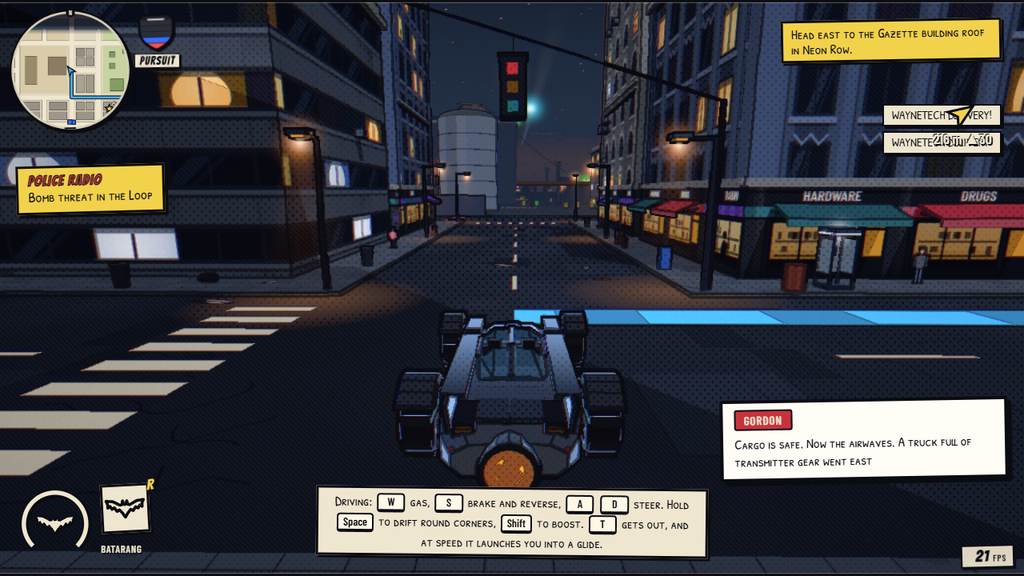 PURSUIT
Head east to the Gazette building roof
in Neon Row.
WAYNETECH VERY!
POLICE RADIO
Bomb threat in the Loop
HARDWARE
DRUGS
GORDON
Cargo is safe. Now the airwaves. A truck full of
transmitter gear went east
R
BATARANG
Driving: W gas, S brake and reverse, A D steer. Hold
Space to drift round corners, Shift to boost. T gets out, and
at speed it launches you into a glide.
21 FPS